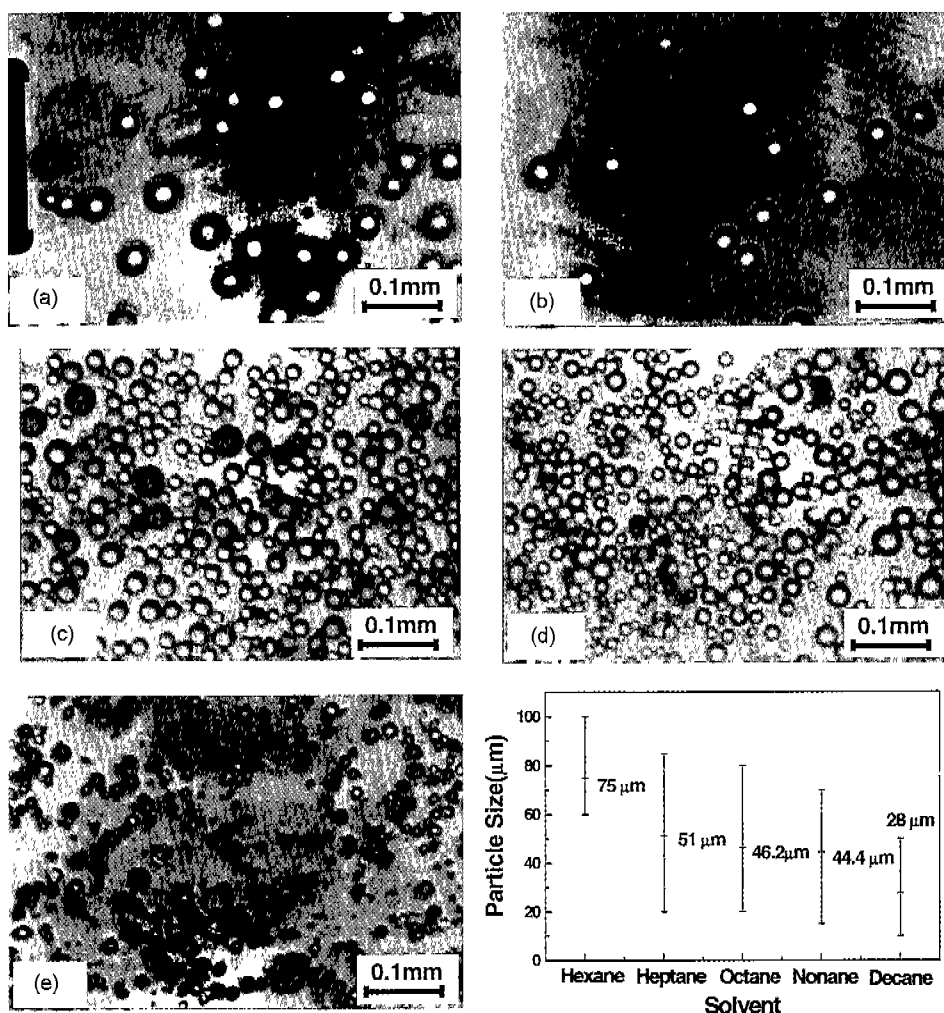 (a)
0.1mm
(b)
0.1mm
(c)
0.1mm
(d)
0.1mm
(e)
0.1mm
Particle Size(μm)
100
80
60
40
20
0
75 μm
51 μm
46.2μm
44.4 μm
28 μm
Hexane Heptane Octane Nonane Decane
Solvent